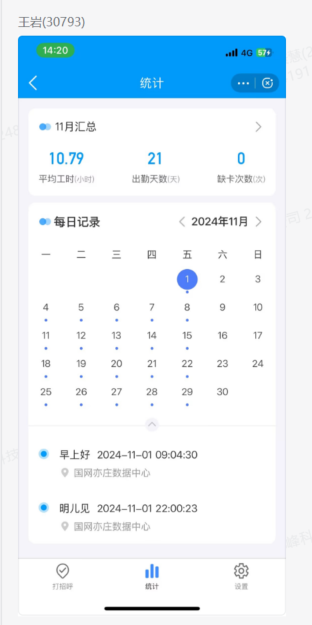 王岩(30793)
14:20 4G 57
统计
11月汇总
10.79 21 0
平均工时(小时) 出勤天数(天) 缺卡次数(次)
每日记录 2024年11月
一 二 三 四 五 六 日
1 2 3
4 5 6 7 8 9 10
11 12 13 14 15 16 17
18 19 20 21 22 23 24
25 26 27 28 29 30
早上好 2024-11-01 09:04:30
国网亦庄数据中心
明儿见 2024-11-01 22:00:23
国网亦庄数据中心
打招呼 统计 设置